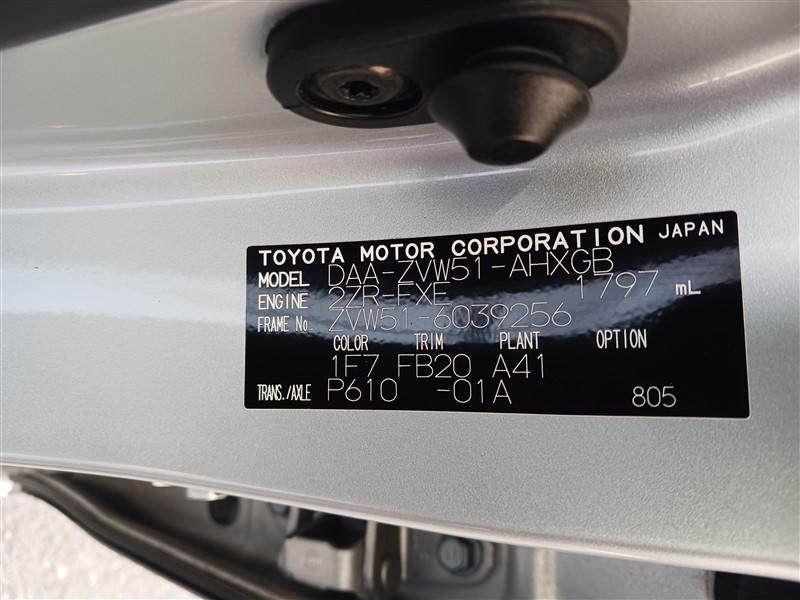 TOYOTA MOTOR CORPORATION JAPAN
MODEL DAA-ZVW51-AHXGB
ENGINE 2ZR-FXE 1797 mL
FRAME No. ZVW51-6039256
COLOR TRIM PLANT OPTION
1F7 FB20 A41
TRANS./AXLE P610 -01A 805